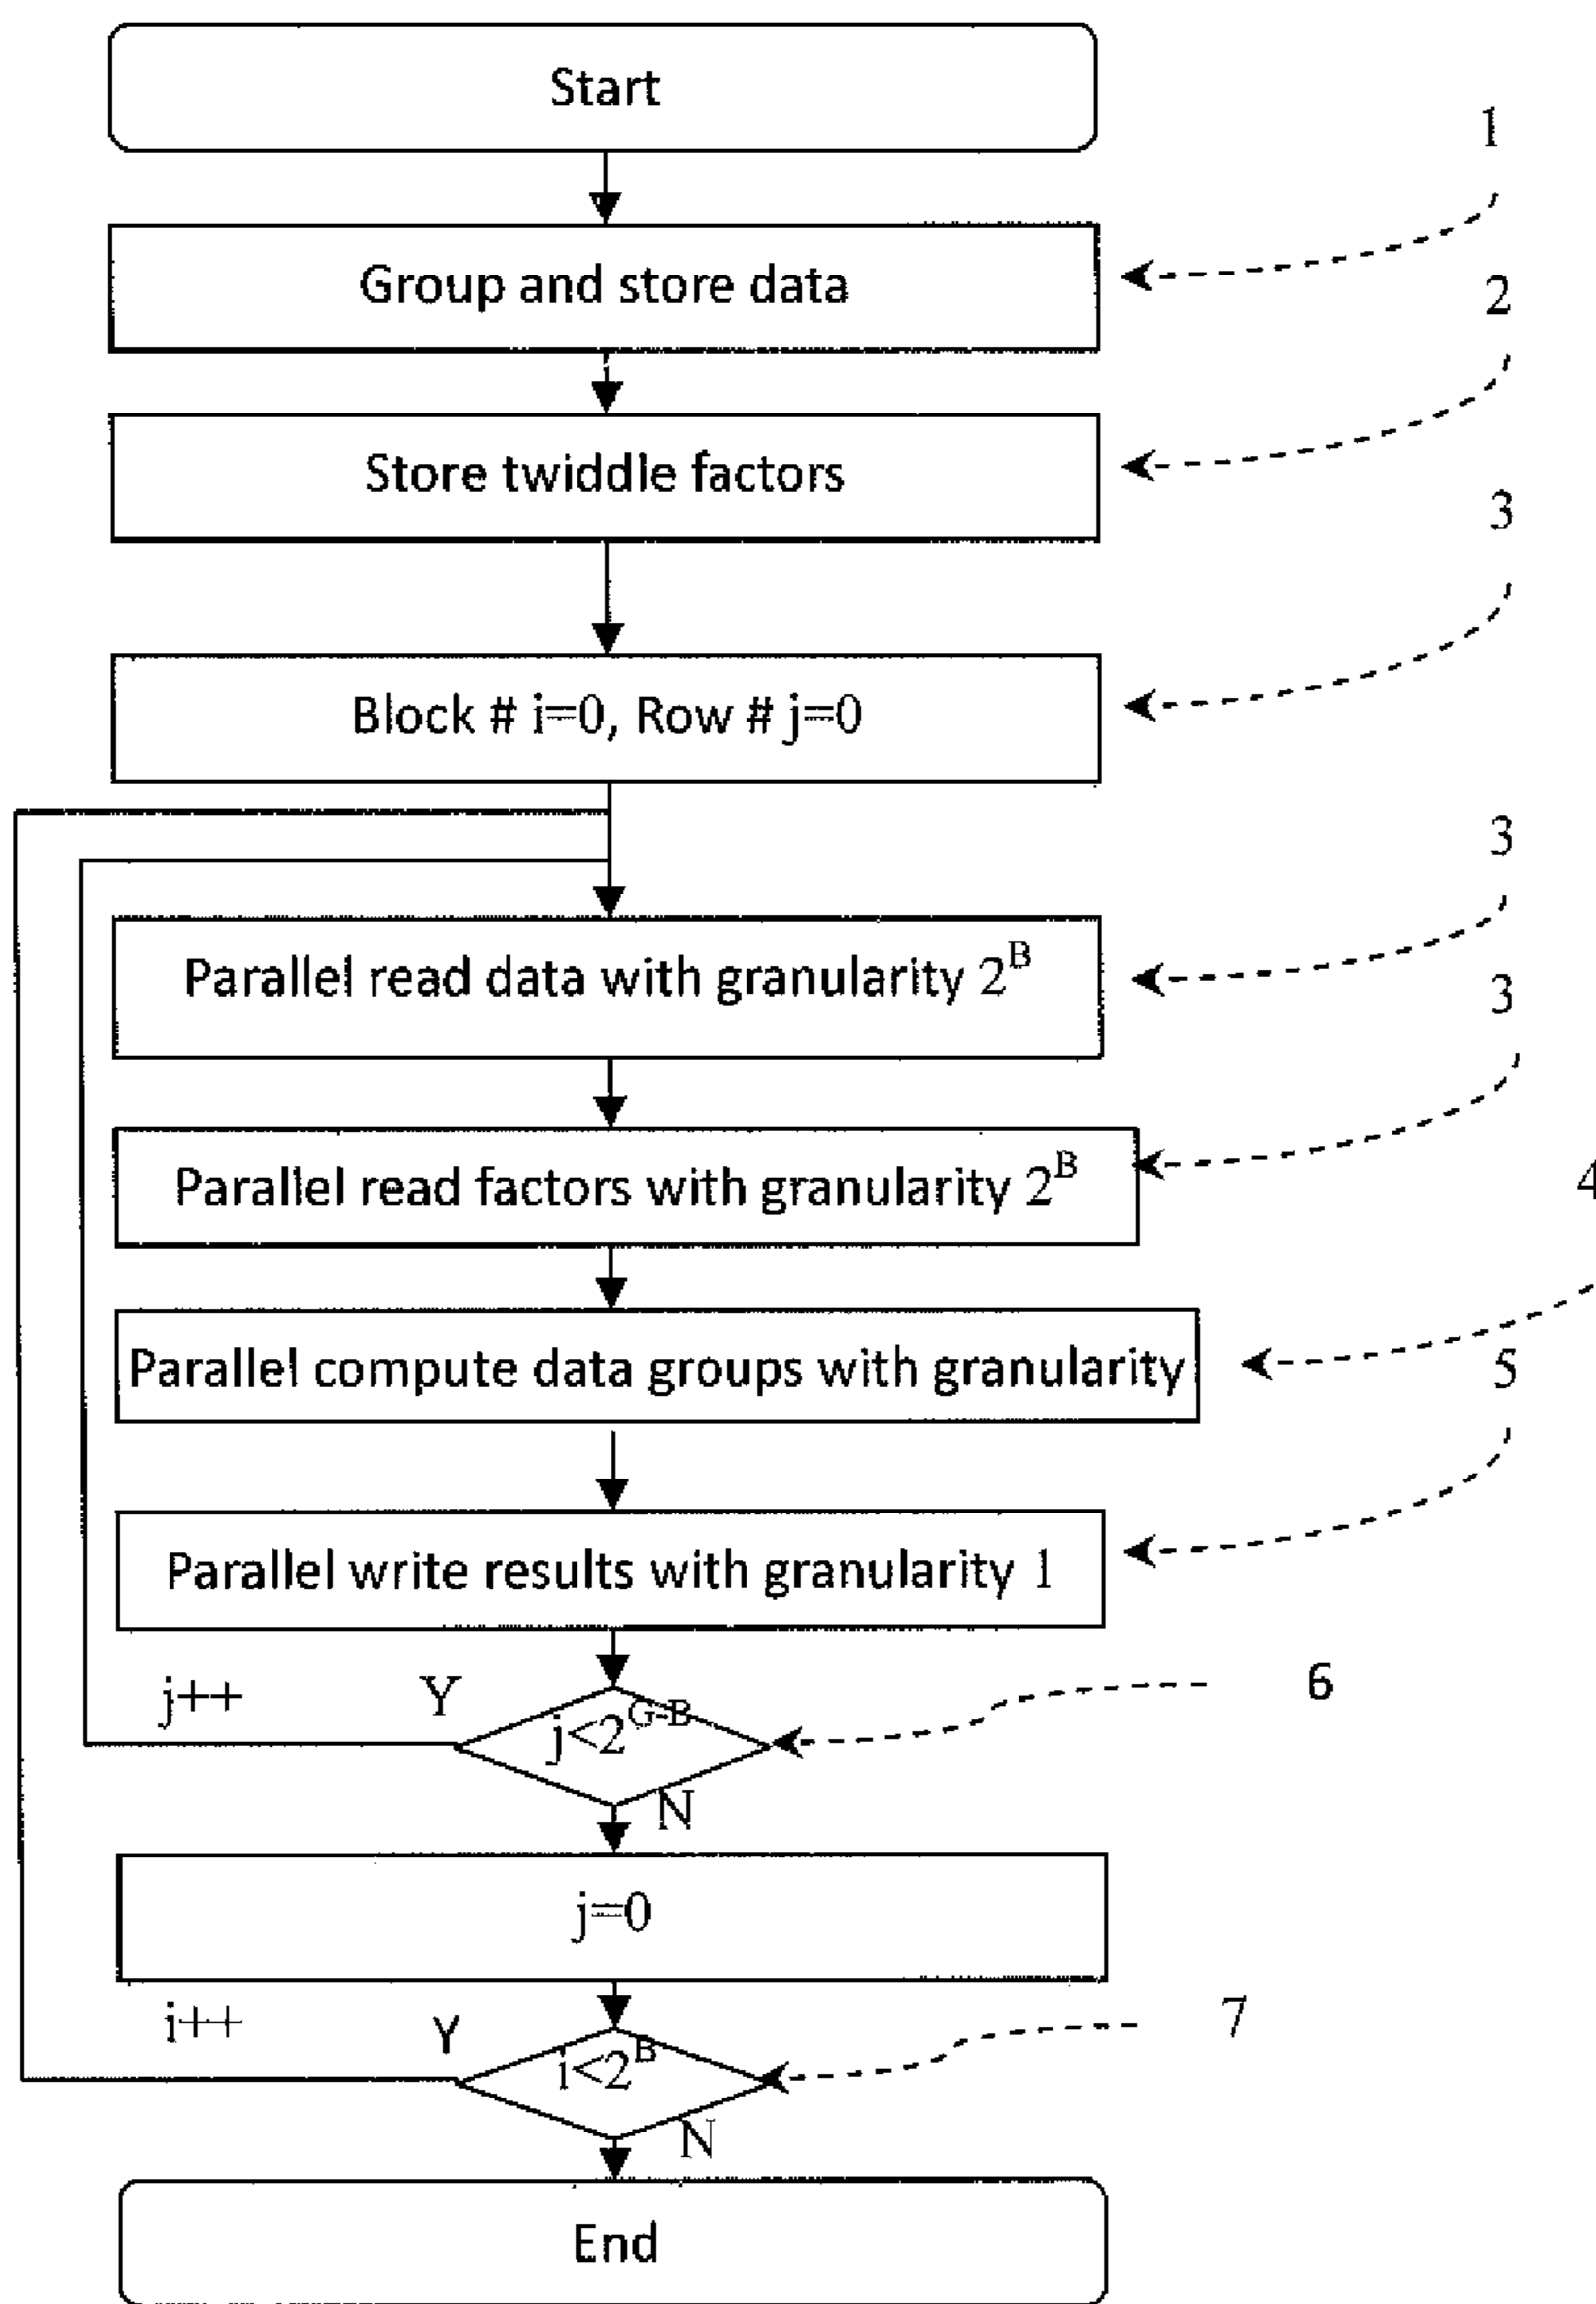 Start
1
Group and store data
2
Store twiddle factors
3
Block # i=0, Row # j=0
3
Parallel read data with granularity 2^B
3
Parallel read factors with granularity 2^B
4
Parallel compute data groups with granularity
5
Parallel write results with granularity 1
j++ Y
6
j<2^G-B
N
j=0
i++ Y
7
i<2^B
N
End